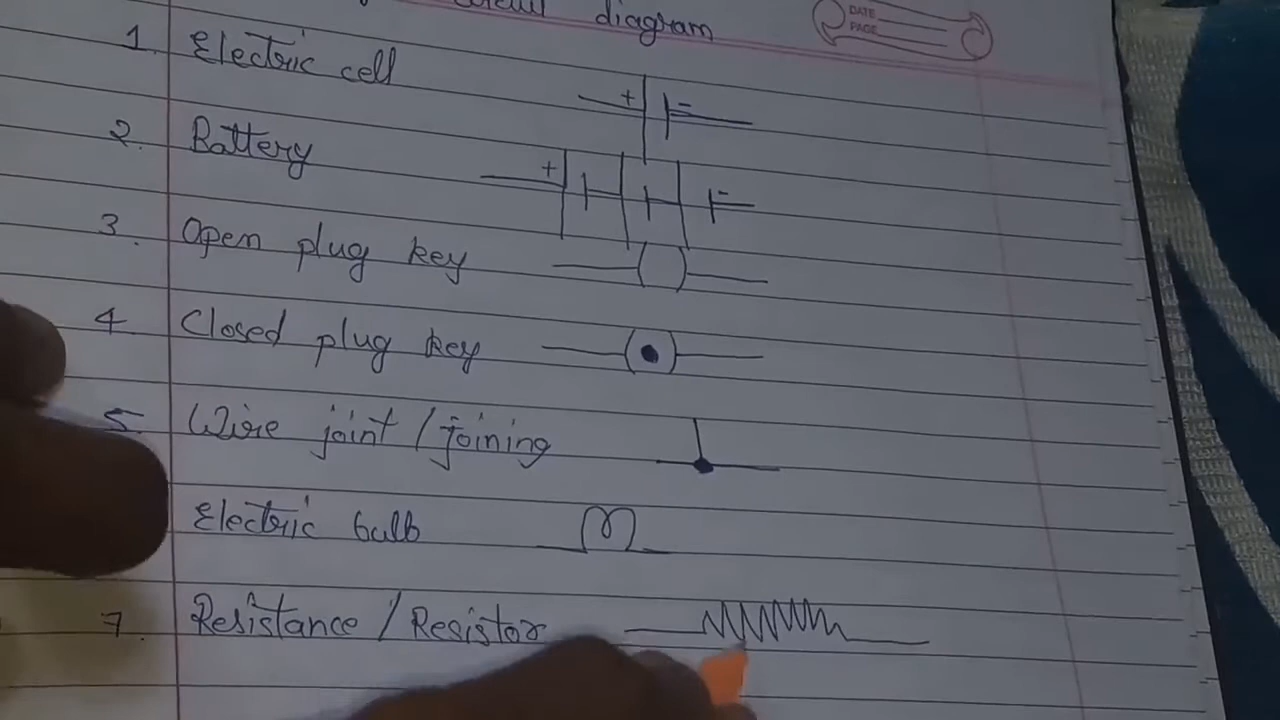 circuit diagram
DATE
PAGE
1. Electric cell + -
2. Battery + -
3. Open plug key
4 Closed plug key
5. Wire joint / joining
Electric bulb
7. Resistance / Resistor